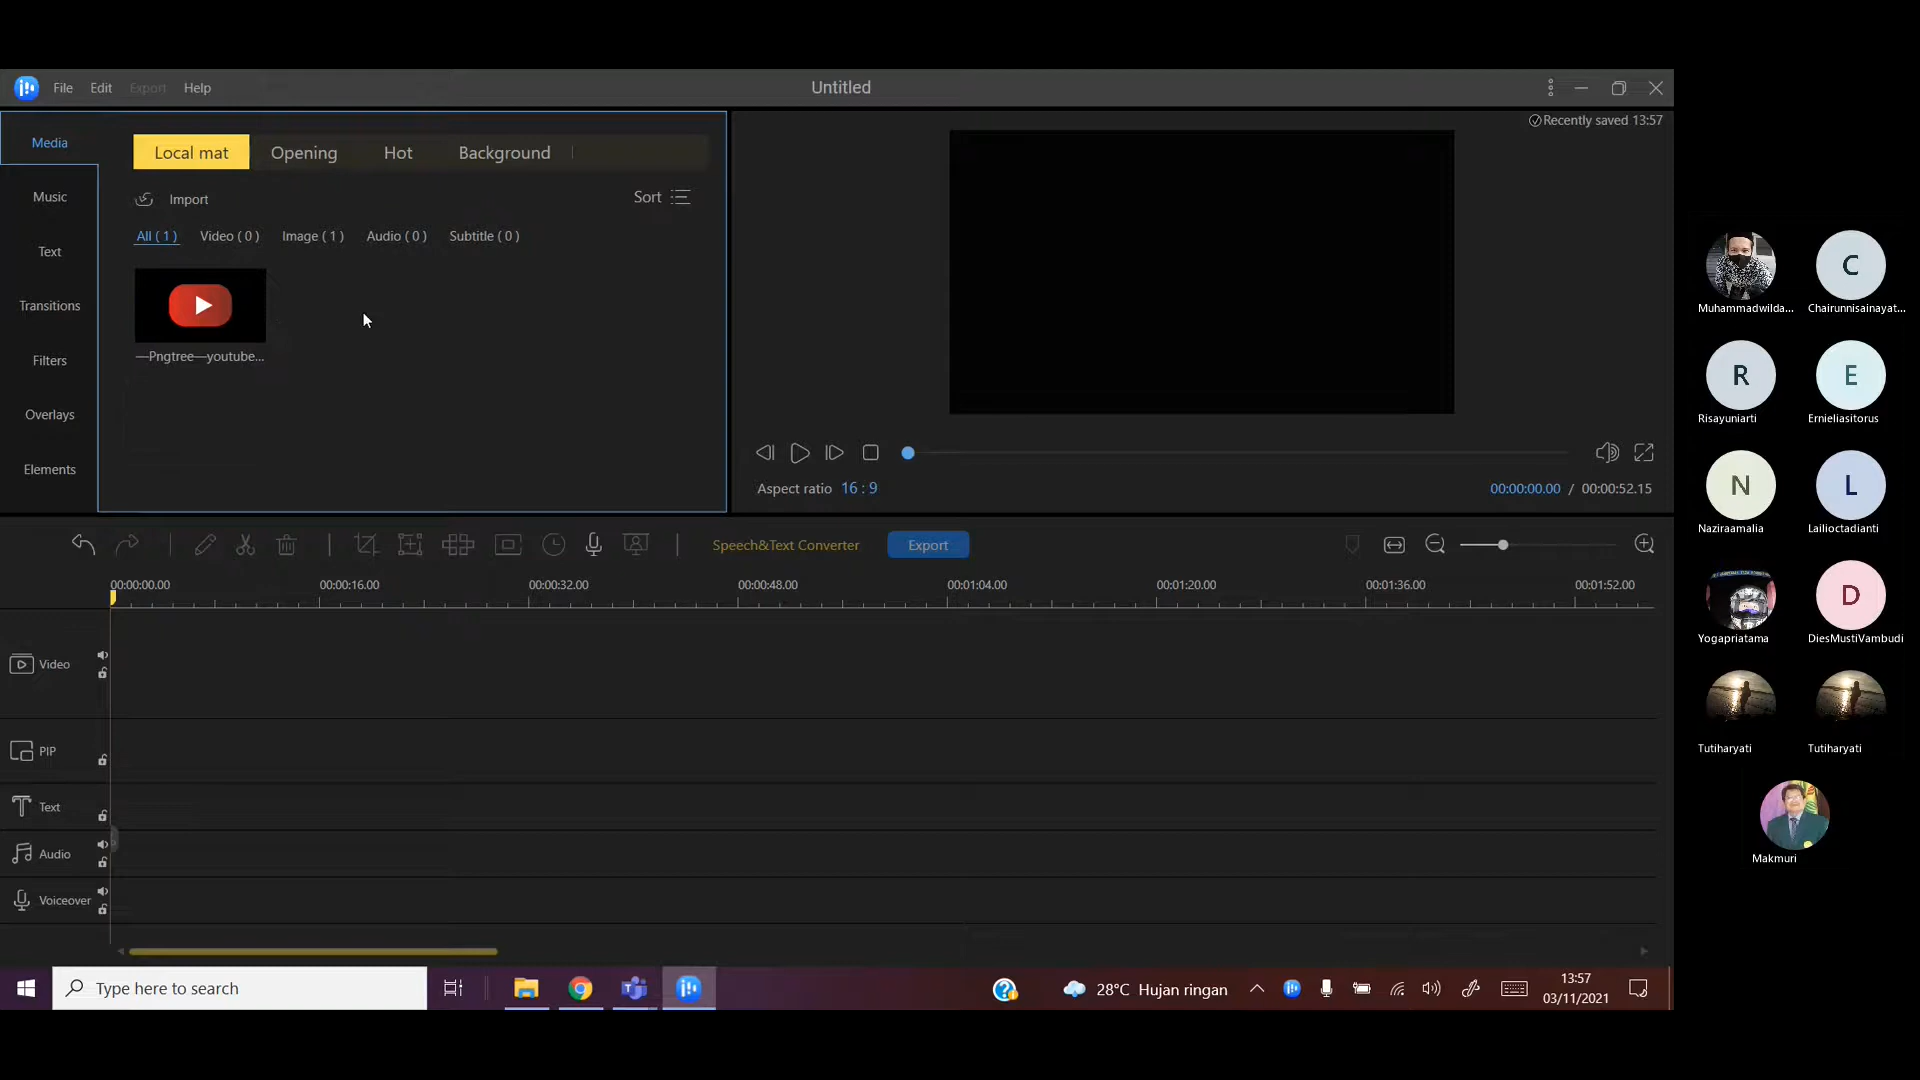 File Edit Export Help
Untitled
Recently saved 13:57
Media
Music
Text
Transitions
Filters
Overlays
Elements
Local mat Opening Hot Background
Import
Sort
All ( 1 ) Video ( 0 ) Image ( 1 ) Audio ( 0 ) Subtitle ( 0 )
—Pngtree—youtube...
Aspect ratio 16 : 9
00:00:00.00 / 00:00:52.15
Speech&Text Converter
Export
00:00:00.00 00:00:16.00 00:00:32.00 00:00:48.00 00:01:04.00 00:01:20.00 00:01:36.00 00:01:52.00
Video
PIP
Text
Audio
Voiceover
Type here to search
28°C Hujan ringan
13:57
03/11/2021
Muhammadwilda...
C
Chairunnisainayat...
R
Risayuniarti
E
Ernieliasitorus
N
Naziraamalia
L
Lailioctadianti
Yogapriatama
D
DiesMustiVambudi
Tutiharyati
Tutiharyati
Makmuri